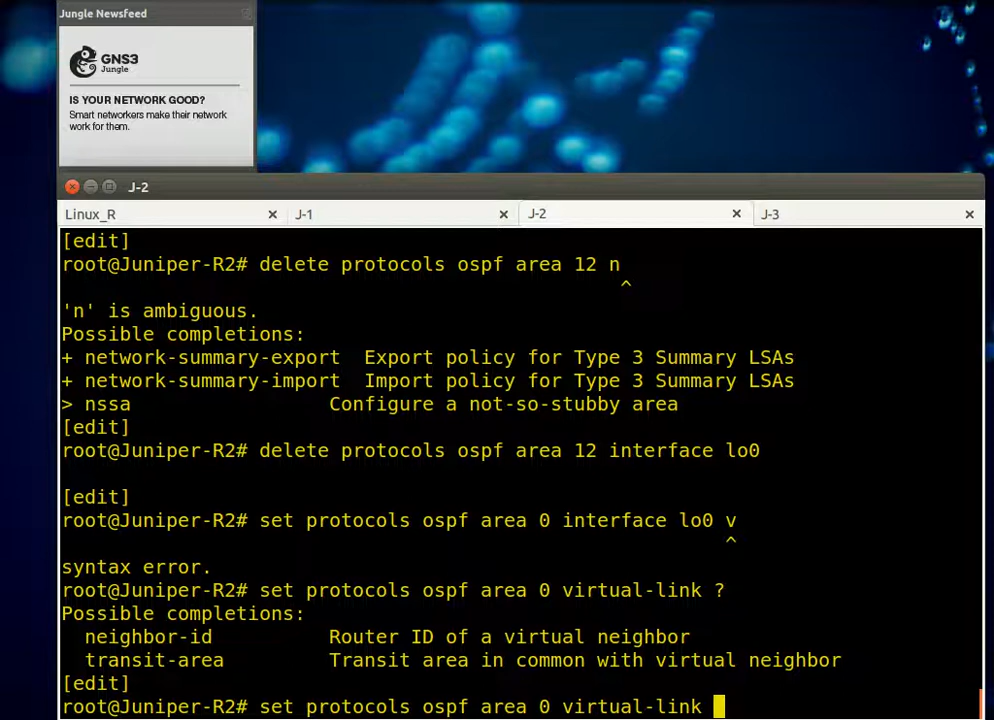 Jungle Newsfeed
GNS3
Jungle
IS YOUR NETWORK GOOD?
Smart networkers make their network
work for them.
J-2
Linux_R
J-1
J-2
J-3
[edit]
root@Juniper-R2# delete protocols ospf area 12 n
^
'n' is ambiguous.
Possible completions:
+ network-summary-export  Export policy for Type 3 Summary LSAs
+ network-summary-import  Import policy for Type 3 Summary LSAs
> nssa                 Configure a not-so-stubby area
[edit]
root@Juniper-R2# delete protocols ospf area 12 interface lo0
[edit]
root@Juniper-R2# set protocols ospf area 0 interface lo0 v
^
syntax error.
root@Juniper-R2# set protocols ospf area 0 virtual-link ?
Possible completions:
neighbor-id          Router ID of a virtual neighbor
transit-area         Transit area in common with virtual neighbor
[edit]
root@Juniper-R2# set protocols ospf area 0 virtual-link